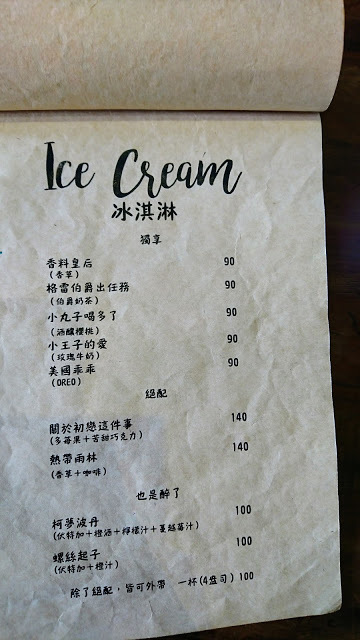 Ice Cream
冰淇淋
獨享
香料皇后 90
(香草)
格雷伯爵出任務 90
(伯爵奶茶)
小丸子喝多了 90
(酒釀櫻桃)
小王子的愛 90
(玫瑰牛奶)
美國乖乖 90
(OREO)
絕配
關於初戀這件事 140
(多莓果+苦甜巧克力)
熱帶雨林 140
(香草+咖啡)
也是醉了
柯夢波丹 100
(伏特加+橙酒+檸檬汁+蔓越莓汁)
螺絲起子 100
(伏特加+橙汁)
除了絕配,皆可外帶 一杯(4盎司) 100